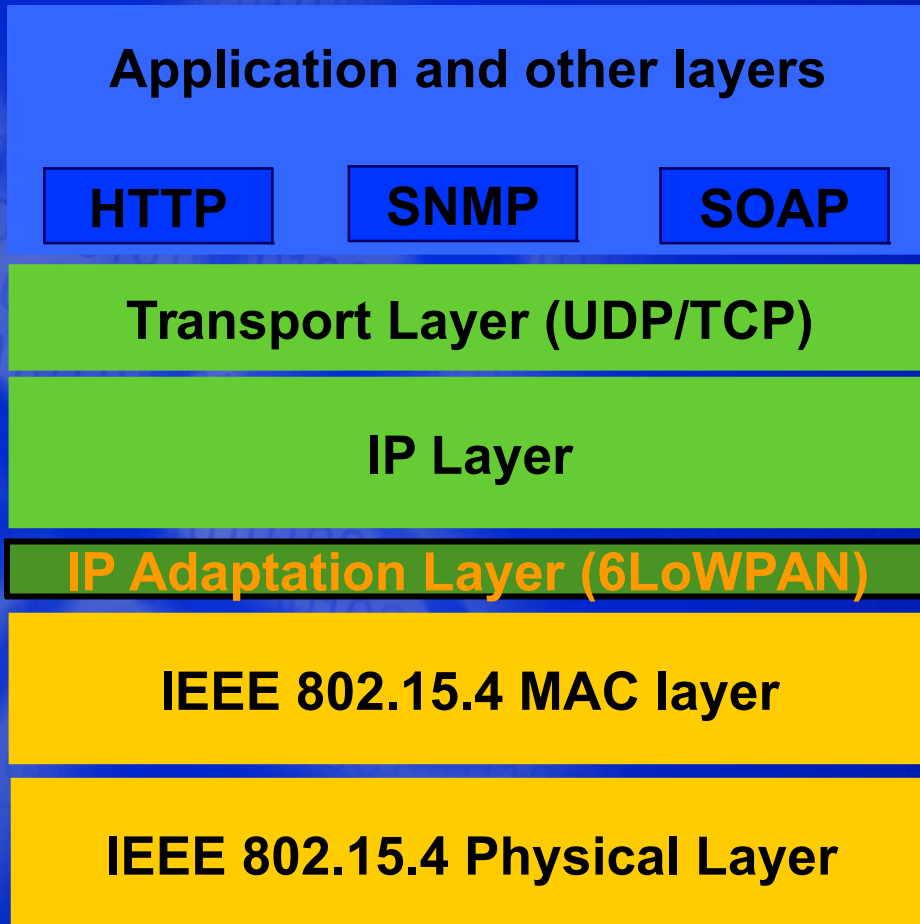 Application and other layers
HTTP SNMP SOAP
Transport Layer (UDP/TCP)
IP Layer
IP Adaptation Layer (6LoWPAN)
IEEE 802.15.4 MAC layer
IEEE 802.15.4 Physical Layer